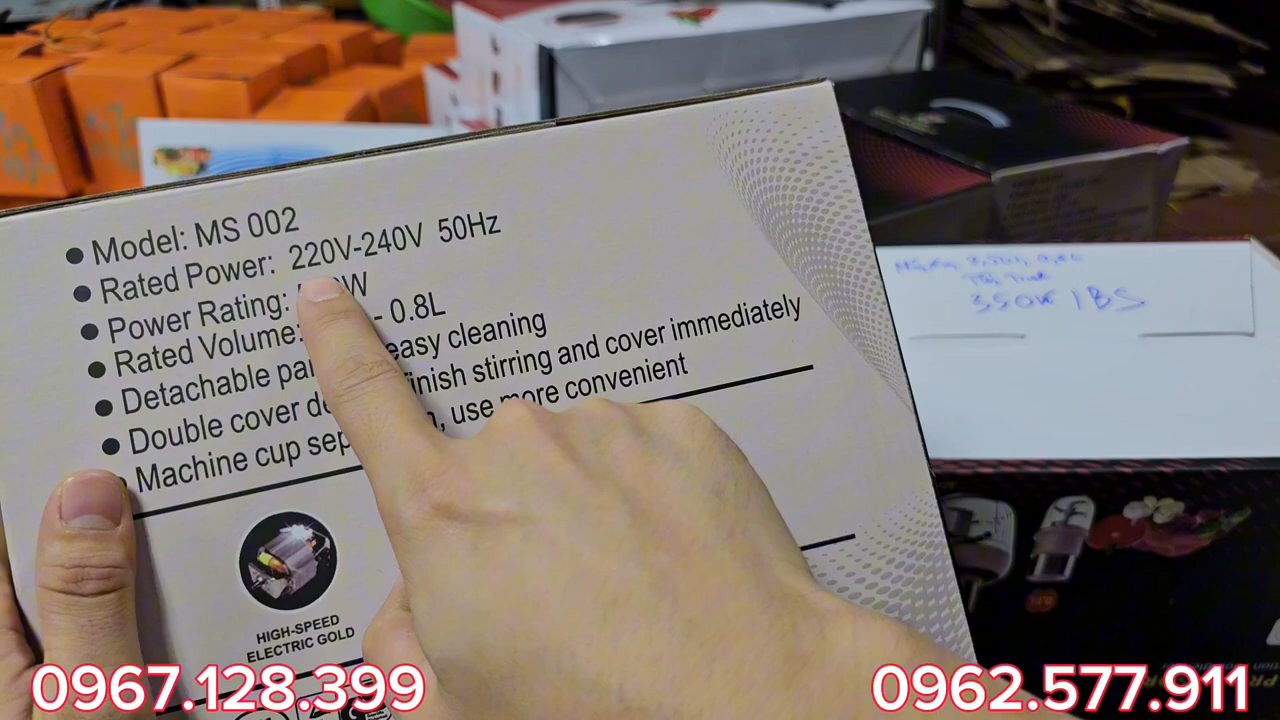 Model: MS 002
Rated Power: 220V-240V 50Hz
Power Rating: W
Rated Volume: - 0.8L
Detachable easy cleaning
Double cover finish stirring and cover immediately
Machine cup use more convenient
HIGH-SPEED
ELECTRIC GOLD
350K 1BS
0967.128.399
0962.577.911